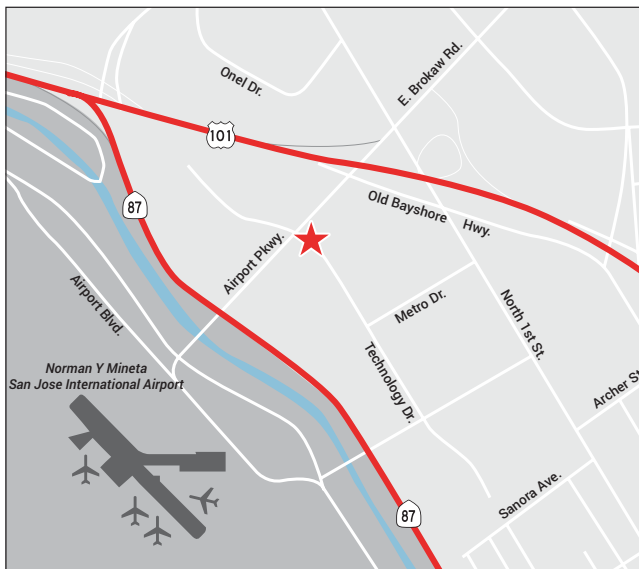 Onel Dr.
E. Brokaw Rd.
101
87
Old Bayshore Hwy.
Airport Pkwy.
Airport Blvd.
Metro Dr.
North 1st St.
Technology Dr.
Norman Y Mineta
San Jose International Airport
Archer St
Sanora Ave.
87